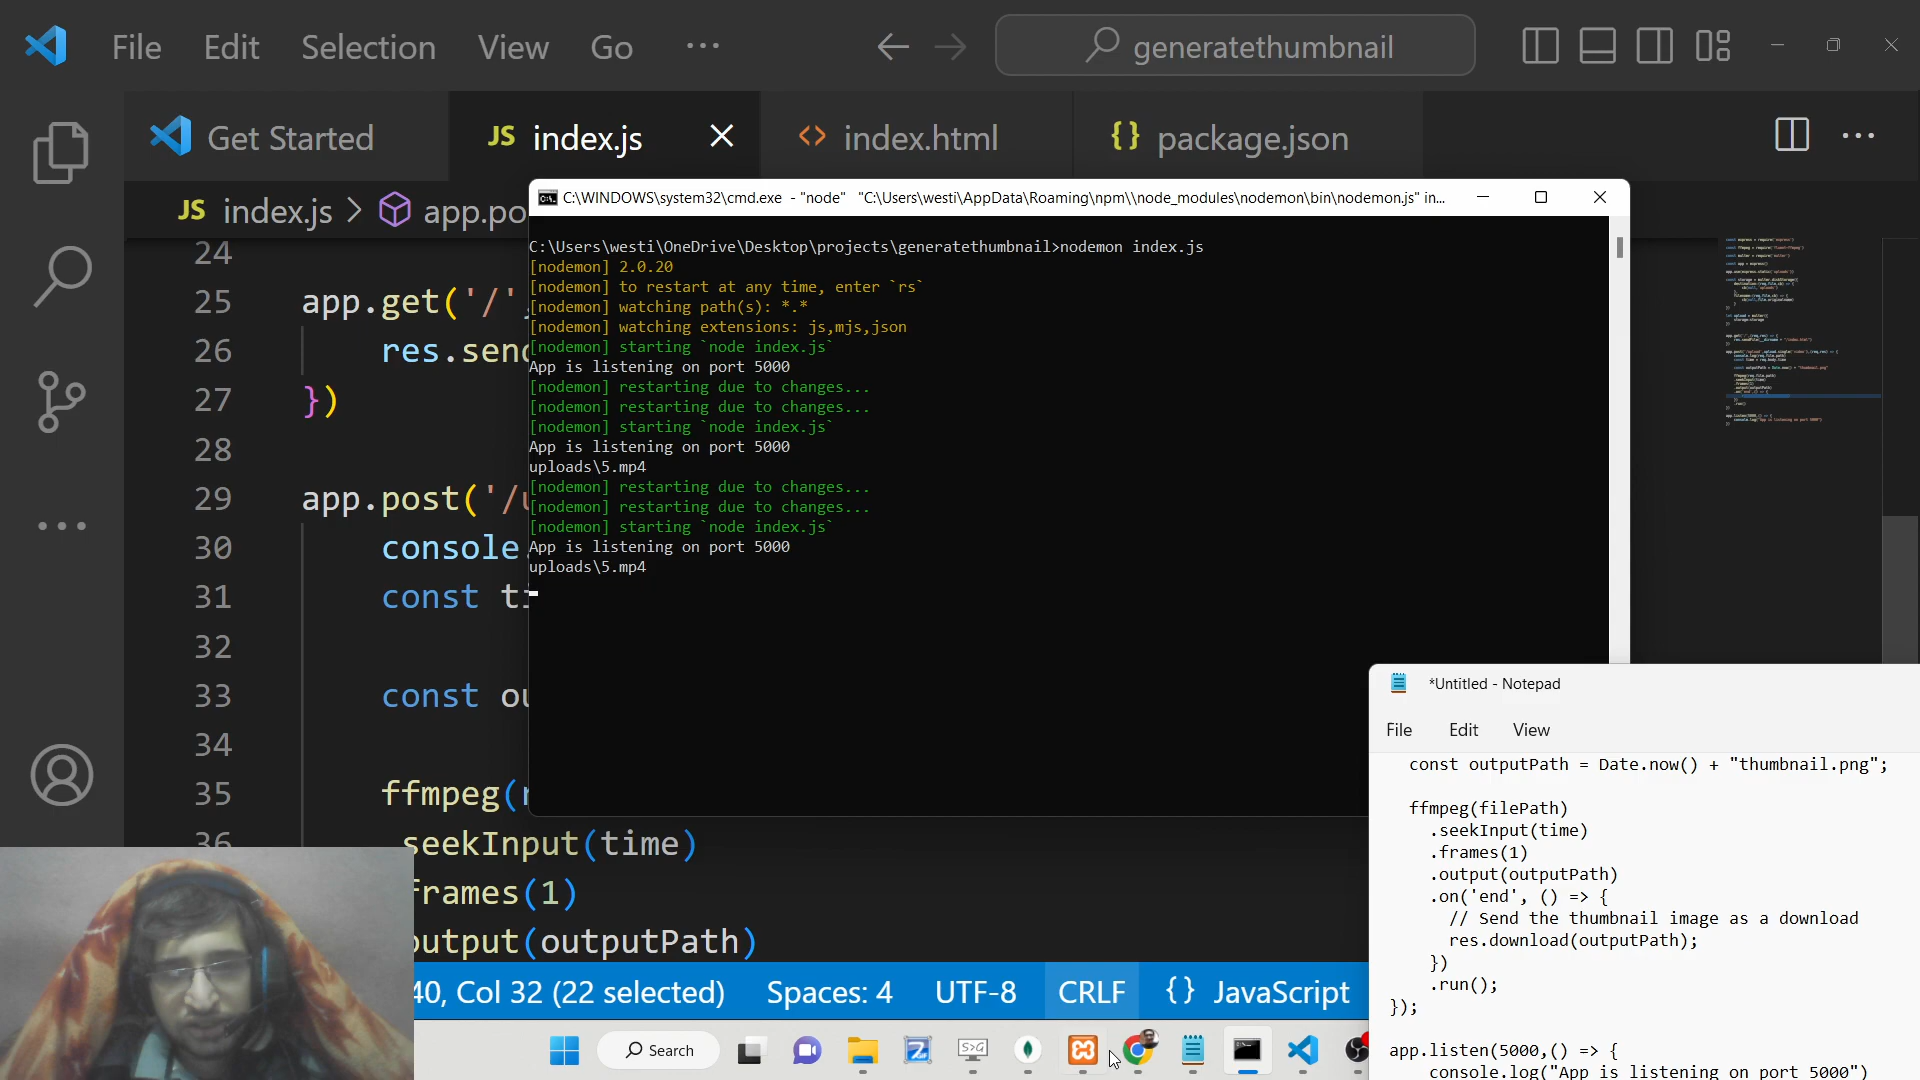 File Edit Selection View Go ···
generatethumbnail
Get Started
JS index.js
<> index.html
{} package.json
JS index.js > app.po
24
25 app.get('/',
26 res.send
27 })
28
29 app.post('/u
30 console.
31 const ti
32
33 const ou
34
35 ffmpeg(r
36 seekInput(time)
frames(1)
output(outputPath)
C:\WINDOWS\system32\cmd.exe - "node" "C:\Users\westi\AppData\Roaming\npm\\node_modules\nodemon\bin\nodemon.js" in...
C:\Users\westi\OneDrive\Desktop\projects\generatethumbnail>nodemon index.js
[nodemon] 2.0.20
[nodemon] to restart at any time, enter `rs`
[nodemon] watching path(s): *.*
[nodemon] watching extensions: js,mjs,json
[nodemon] starting `node index.js`
App is listening on port 5000
[nodemon] restarting due to changes...
[nodemon] restarting due to changes...
[nodemon] starting `node index.js`
App is listening on port 5000
uploads\5.mp4
[nodemon] restarting due to changes...
[nodemon] restarting due to changes...
[nodemon] starting `node index.js`
App is listening on port 5000
uploads\5.mp4
*Untitled - Notepad
File Edit View
const outputPath = Date.now() + "thumbnail.png";
ffmpeg(filePath)
.seekInput(time)
.frames(1)
.output(outputPath)
.on('end', () => {
// Send the thumbnail image as a download
res.download(outputPath);
})
.run();
});
app.listen(5000,() => {
console.log("App is listening on port 5000")
40, Col 32 (22 selected) Spaces: 4 UTF-8 CRLF {} JavaScript
Search